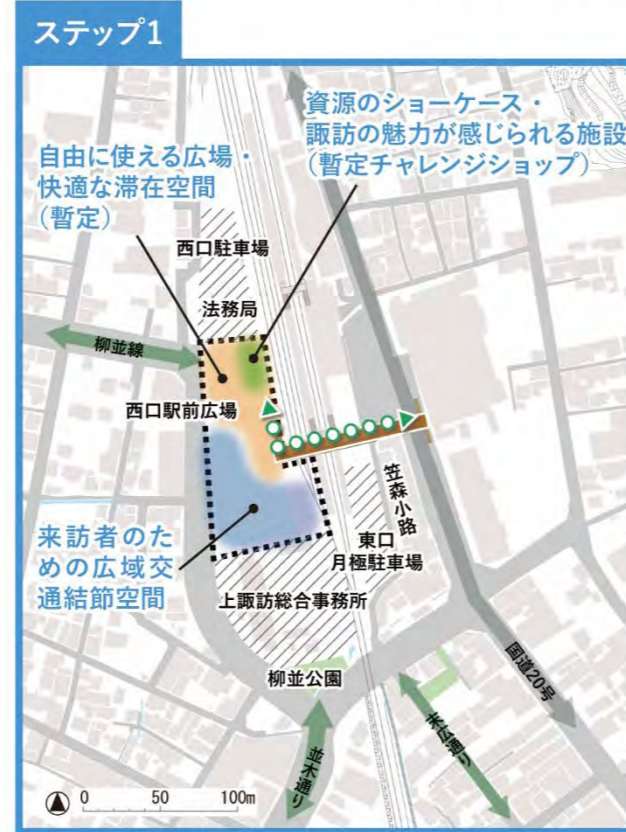 ステップ1
資源のショーケース・
諏訪の魅力が感じられる施設
(暫定チャレンジショップ)
自由に使える広場・
快適な滞在空間
(暫定)
西口駐車場
法務局
柳並線
西口駅前広場
笠森小路
東口
月極駐車場
来訪者のた
めの広域交
通結節空間
上諏訪総合事務所
柳並公園
国道20号
末広通り
並木通り
0 50 100m